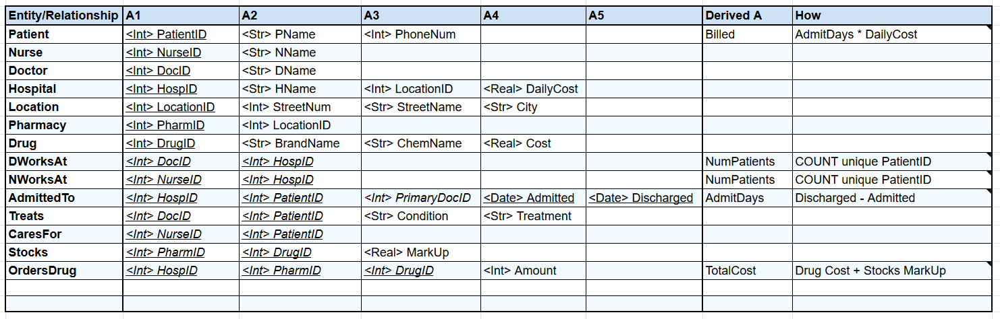 Entity/Relationship A1 A2 A3 A4 A5 Derived A How
Patient <Int> PatientID <Str> PName <Int> PhoneNum Billed AdmitDays * DailyCost
Nurse <Int> NurseID <Str> NName
Doctor <Int> DocID <Str> DName
Hospital <Int> HospID <Str> HName <Int> LocationID <Real> DailyCost
Location <Int> LocationID <Int> StreetNum <Str> StreetName <Str> City
Pharmacy <Int> PharmID <Int> LocationID
Drug <Int> DrugID <Str> BrandName <Str> ChemName <Real> Cost
DWorksAt <Int> DocID <Int> HospID NumPatients COUNT unique PatientID
NWorksAt <Int> NurseID <Int> HospID NumPatients COUNT unique PatientID
AdmittedTo <Int> HospID <Int> PatientID <Int> PrimaryDocID <Date> Admitted <Date> Discharged AdmitDays Discharged - Admitted
Treats <Int> DocID <Int> PatientID <Str> Condition <Str> Treatment
CaresFor <Int> NurseID <Int> PatientID
Stocks <Int> PharmID <Int> DrugID <Real> MarkUp
OrdersDrug <Int> HospID <Int> PharmID <Int> DrugID <Int> Amount TotalCost Drug Cost + Stocks MarkUp